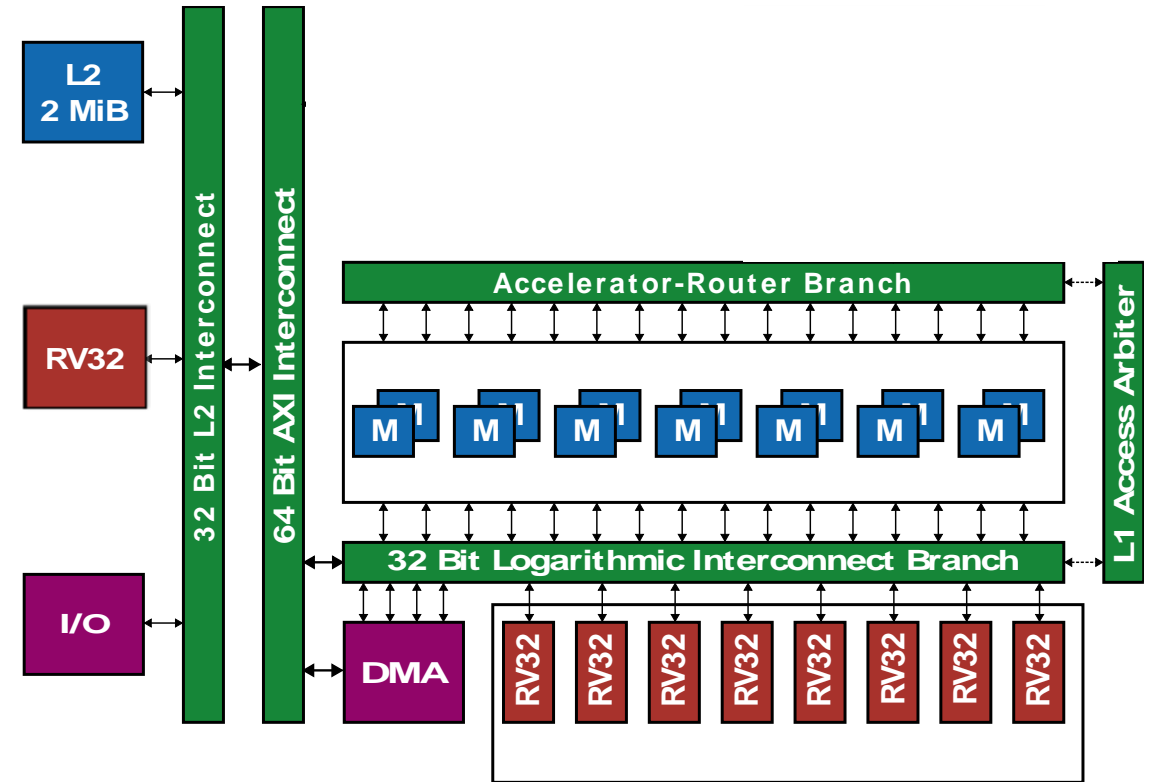 L2
2 MiB
RV32
I/O
32 Bit L2 Interconnect
64 Bit AXI Interconnect
Accelerator-Router Branch
L1 Access Arbiter
M M M M M M M
M M M M M M M
32 Bit Logarithmic Interconnect Branch
DMA
RV32 RV32 RV32 RV32 RV32 RV32 RV32 RV32